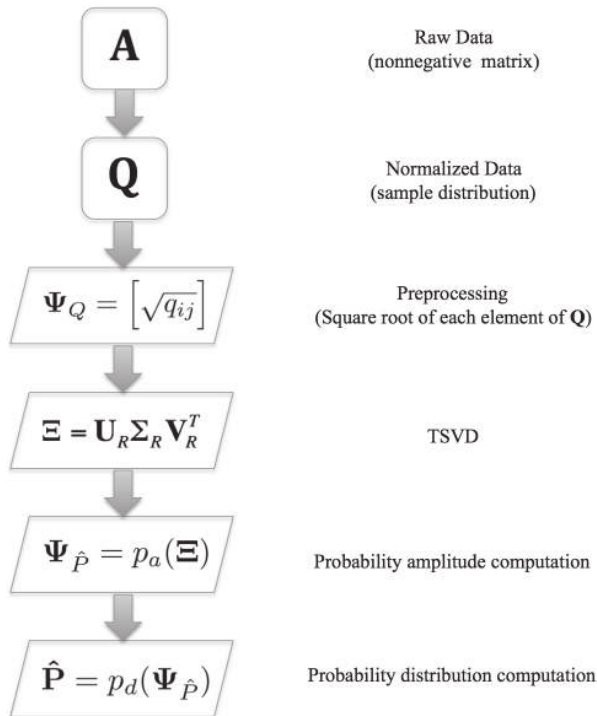 A
Raw Data
(nonnegative matrix)
Q
Normalized Data
(sample distribution)
Ψ_Q = [√q_ij]
Preprocessing
(Square root of each element of Q)
Ξ = U_R Σ_R V_R^T
TSVD
Ψ_P̂ = p_a(Ξ)
Probability amplitude computation
P̂ = p_d(Ψ_P̂)
Probability distribution computation